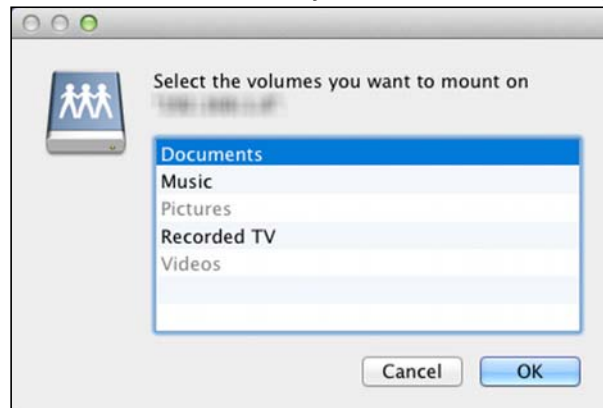 Select the volumes you want to mount on
Documents
Music
Pictures
Recorded TV
Videos
Cancel
OK